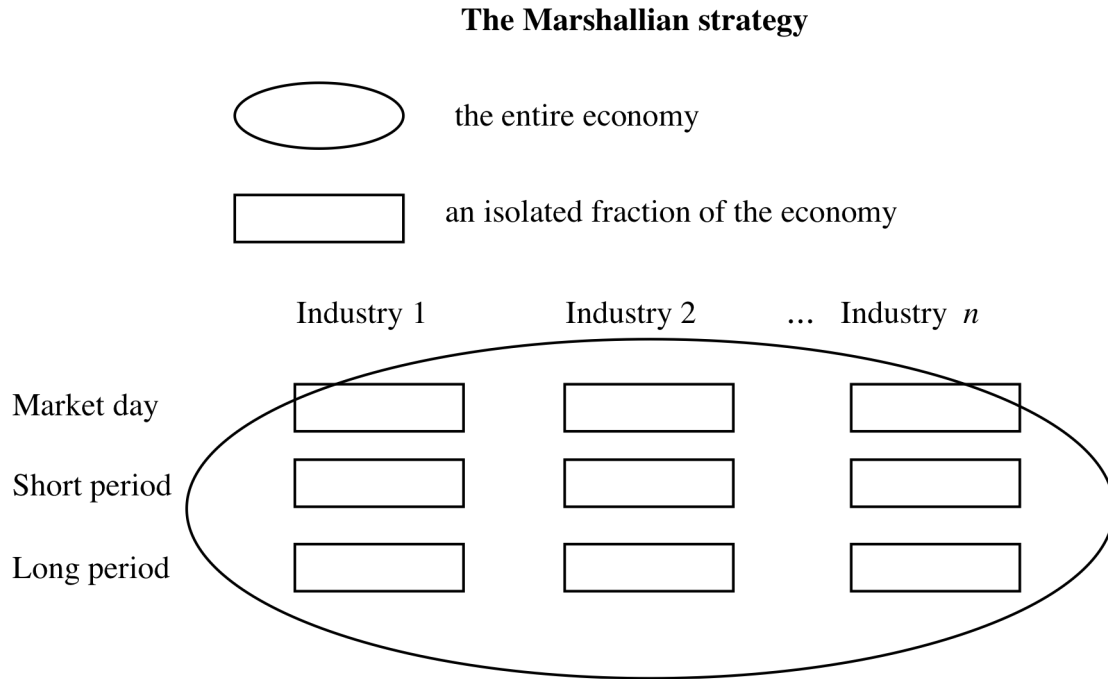 The Marshallian strategy
the entire economy
an isolated fraction of the economy
Industry 1 Industry 2 ... Industry n
Market day
Short period
Long period